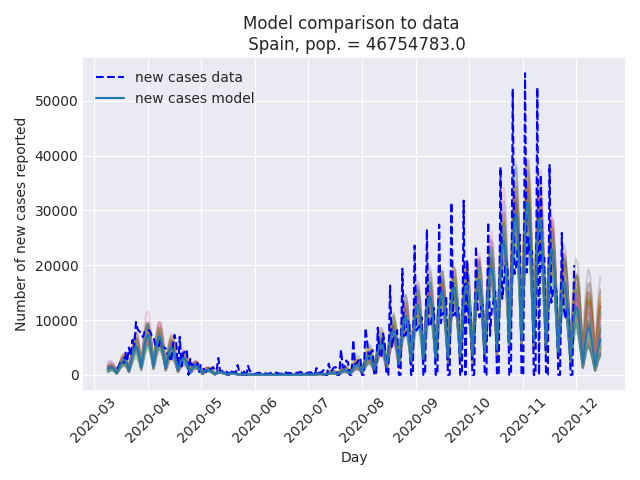 Model comparison to data
Spain, pop. = 46754783.0
new cases data
new cases model
Number of new cases reported
50000
40000
30000
20000
10000
0
2020-03
2020-04
2020-05
2020-06
2020-07
2020-08
2020-09
2020-10
2020-11
2020-12
Day